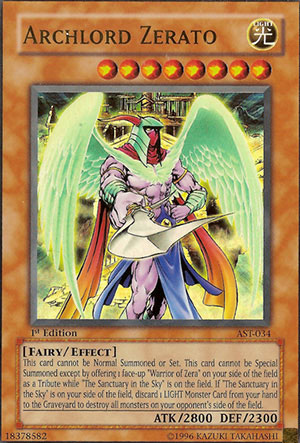 ARCHLORD ZERATO
LIGHT
光
1st Edition
AST-034
[FAIRY/EFFECT]
This card cannot be Normal Summoned or Set. This card cannot be Special
Summoned except by offering 1 face-up "Warrior of Zera" on your side of the field
as a Tribute while "The Sanctuary in the Sky" is on the field. If "The Sanctuary in
the Sky" is on your side of the field, discard 1 LIGHT Monster Card from your hand
to the Graveyard to destroy all monsters on your opponent's side of the field.
ATK/2800 DEF/2300
18378582
©1996 KAZUKI TAKAHASHI